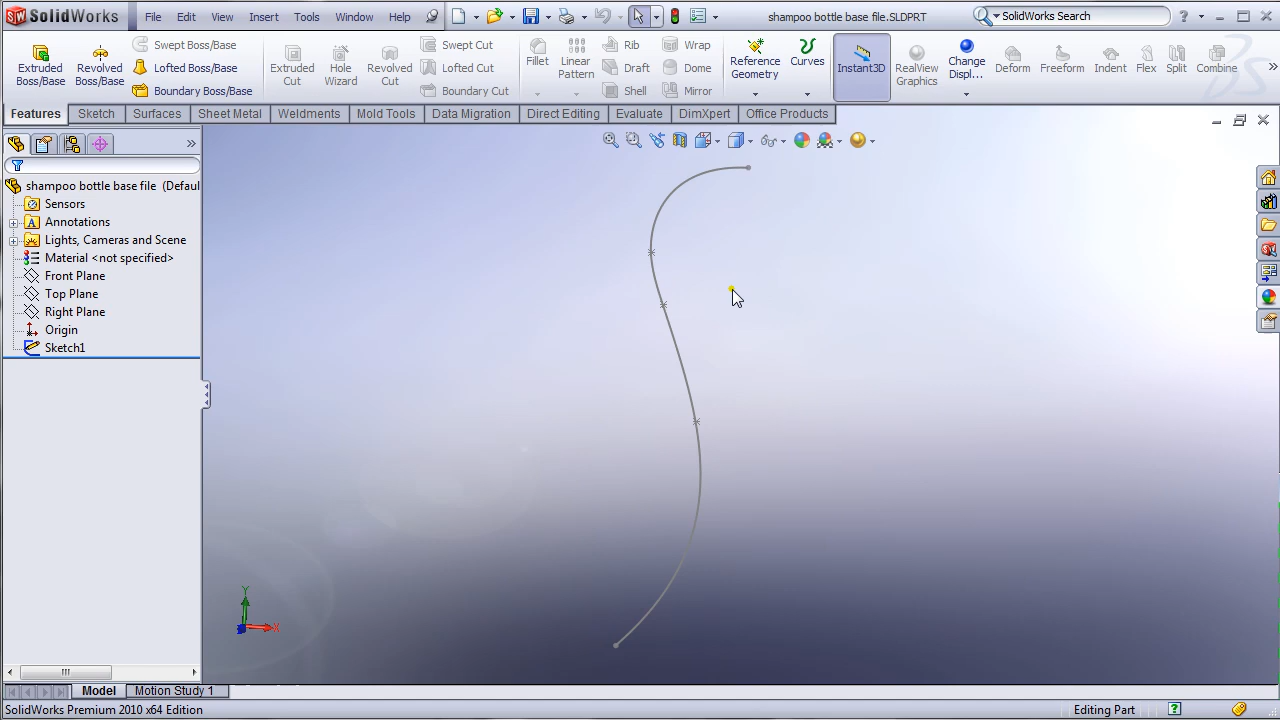 SolidWorks File Edit View Insert Tools Window Help shampoo bottle base file.SLDPRT SolidWorks Search
Extruded Boss/Base
Revolved Boss/Base
Swept Boss/Base
Lofted Boss/Base
Boundary Boss/Base
Extruded Cut
Hole Wizard
Revolved Cut
Swept Cut
Lofted Cut
Boundary Cut
Fillet
Linear Pattern
Rib
Draft
Shell
Wrap
Dome
Mirror
Reference Geometry
Curves
Instant3D
RealView Graphics
Change Displ...
Deform
Freeform
Indent
Flex
Split
Combine
Features Sketch Surfaces Sheet Metal Weldments Mold Tools Data Migration Direct Editing Evaluate DimXpert Office Products
shampoo bottle base file (Defaul
Sensors
Annotations
Lights, Cameras and Scene
Material <not specified>
Front Plane
Top Plane
Right Plane
Origin
Sketch1
Y
X
Model Motion Study 1
SolidWorks Premium 2010 x64 Edition Editing Part